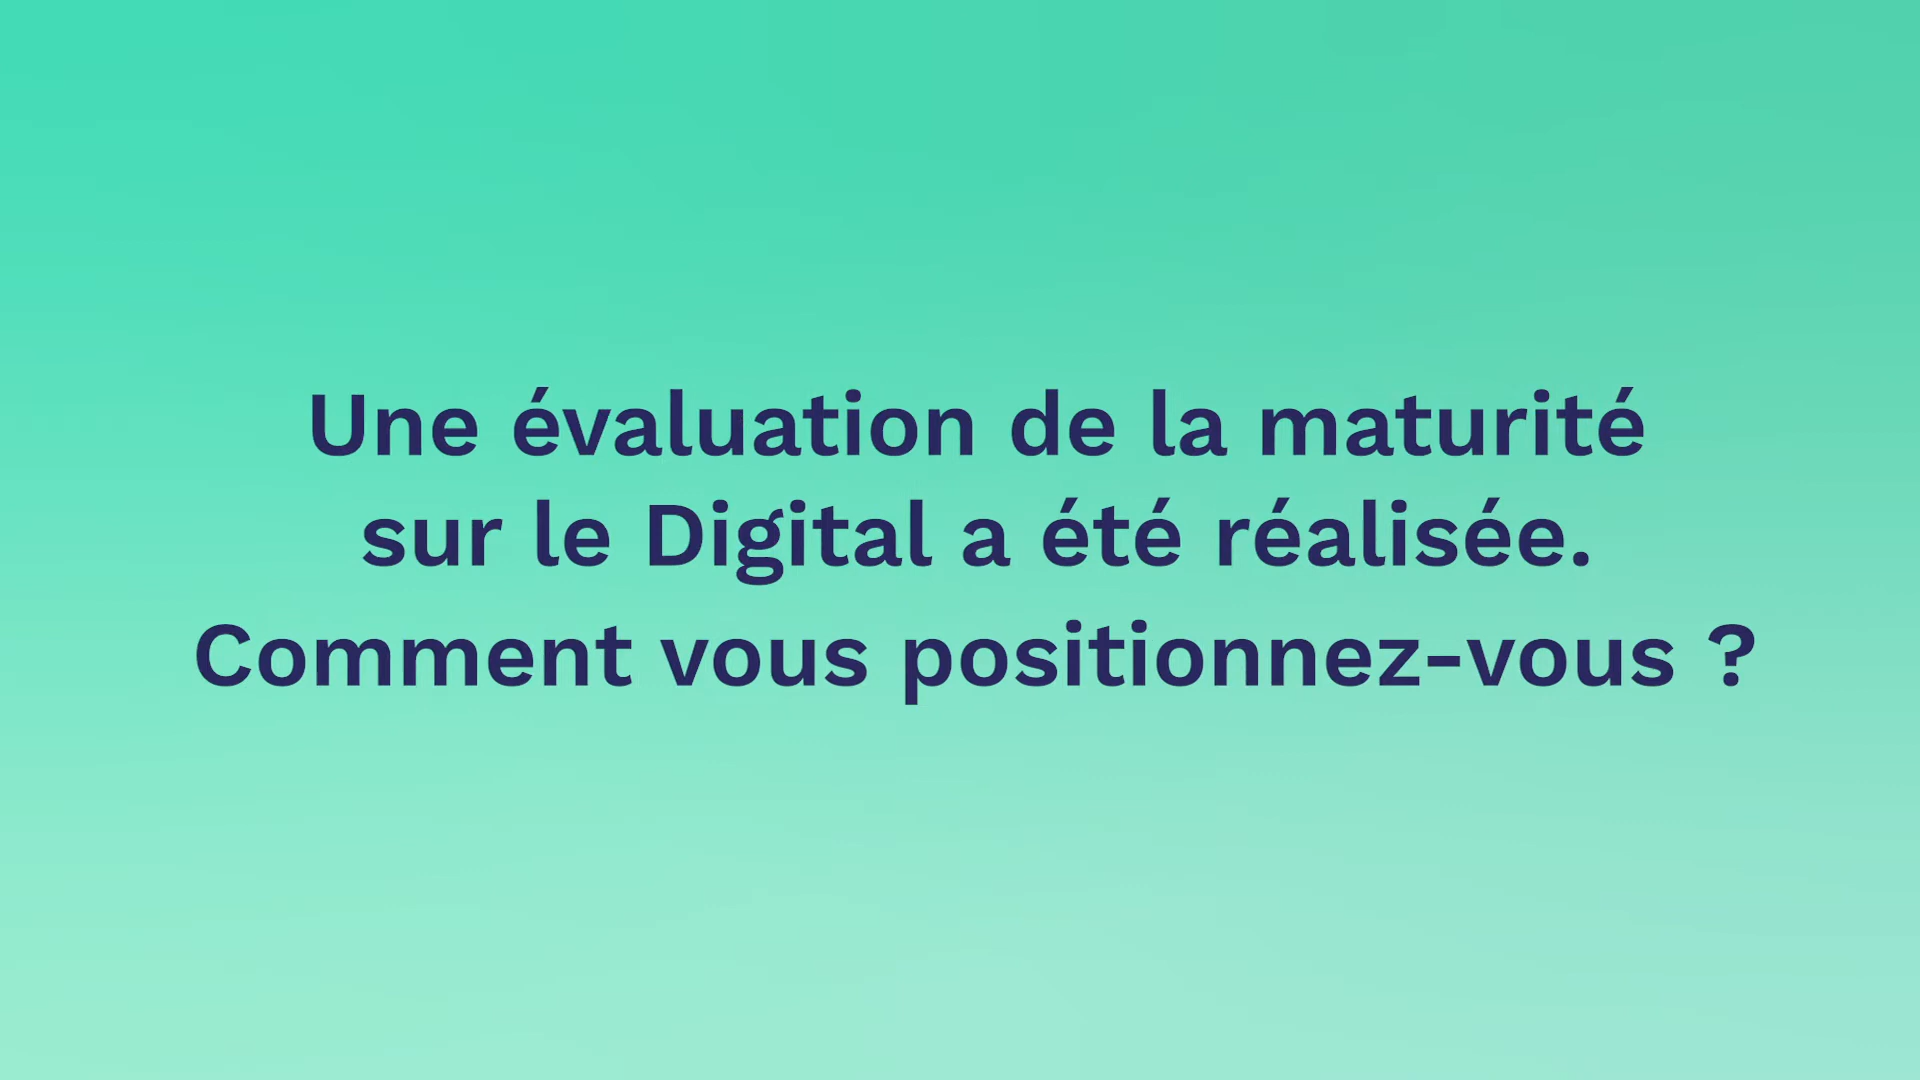 Une évaluation de la maturité
sur le Digital a été réalisée.
Comment vous positionnez-vous ?